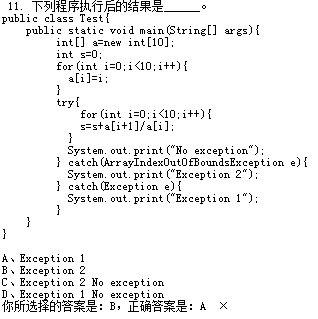 11. 下列程序执行后的结果是______。
public class Test{
public static void main(String[] args){
int[] a=new int[10];
int s=0;
for(int i=0;i<10;i++){
a[i]=i;
}
try{
for(int i=0;i<10;i++){
s=s+a[i+1]/a[i];
}
System.out.print("No exception");
} catch(ArrayIndexOutOfBoundsException e){
System.out.print("Exception 2");
} catch(Exception e){
System.out.print("Exception 1");
}
}
}
A、Exception 1
B、Exception 2
C、Exception 2 No exception
D、Exception 1 No exception
你所选择的答案是：B，正确答案是：A ×